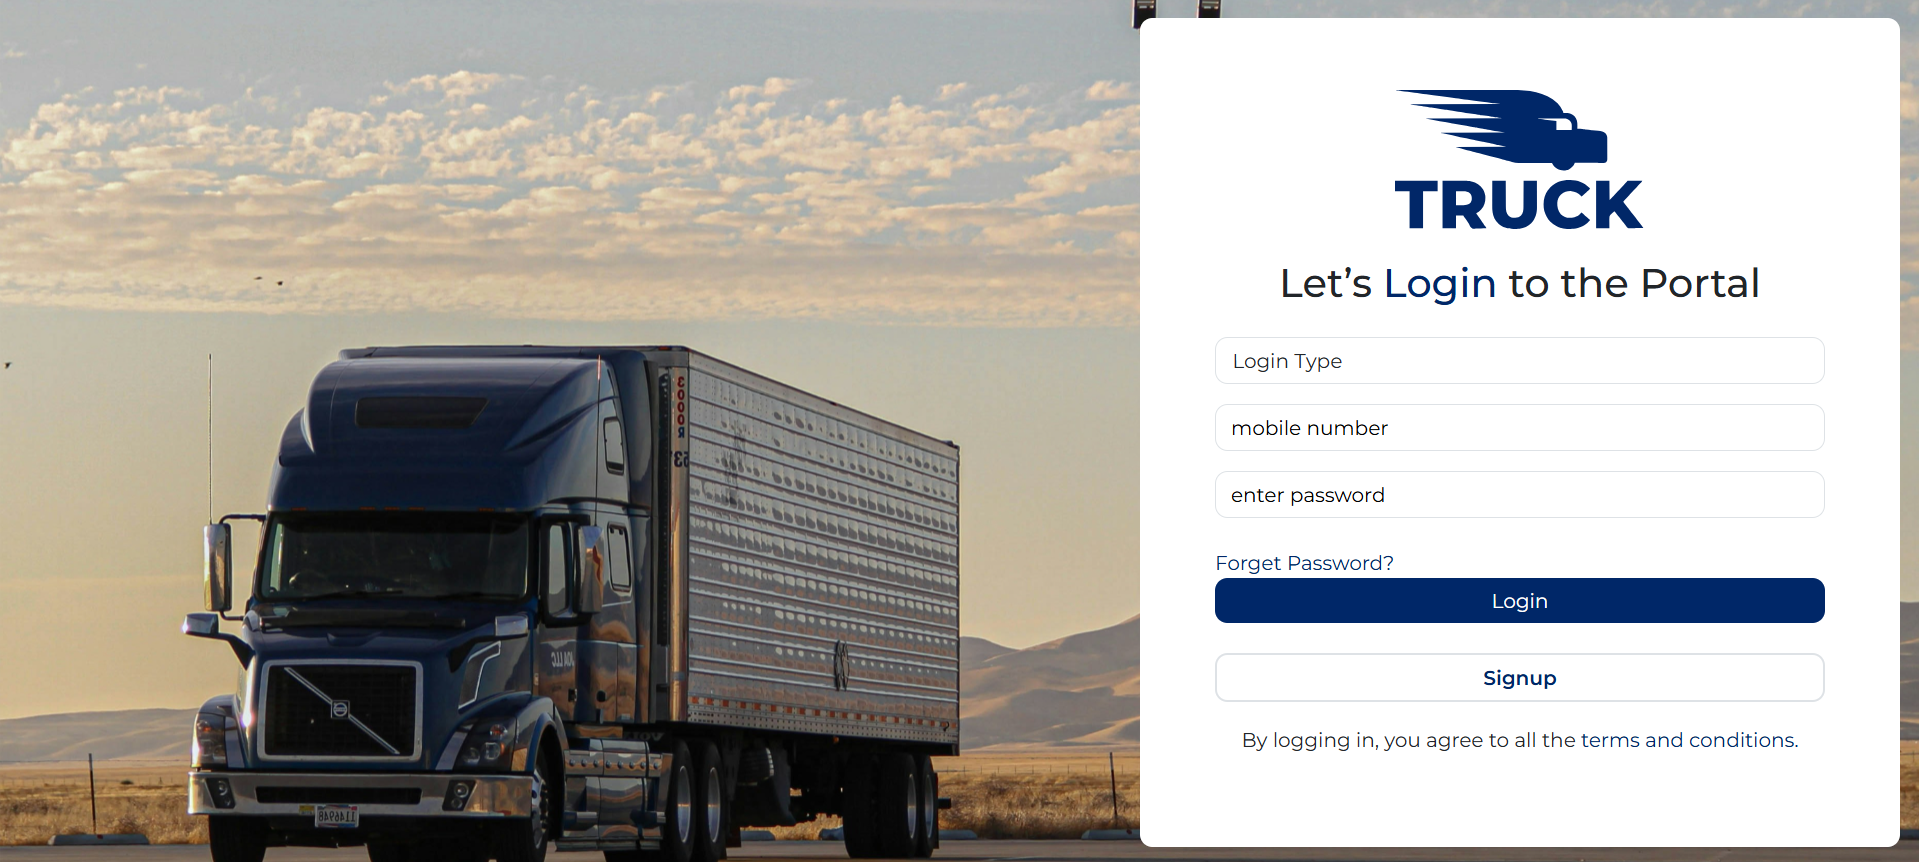 TRUCK
Let’s Login to the Portal
Login Type
mobile number
enter password
Forget Password?
Login
Signup
By logging in, you agree to all the terms and conditions.